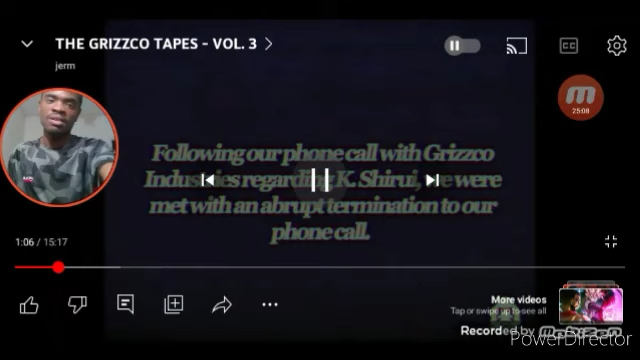 THE GRIZZCO TAPES - VOL. 3
jerm
CC
25:08
Following our phone call with Grizzco
Industries regarding K. Shirui, we were
met with an abrupt termination to our
phone call.
1:06 / 15:17
More videos
Tap or swipe up to see all
Recorded by
PowerDirector